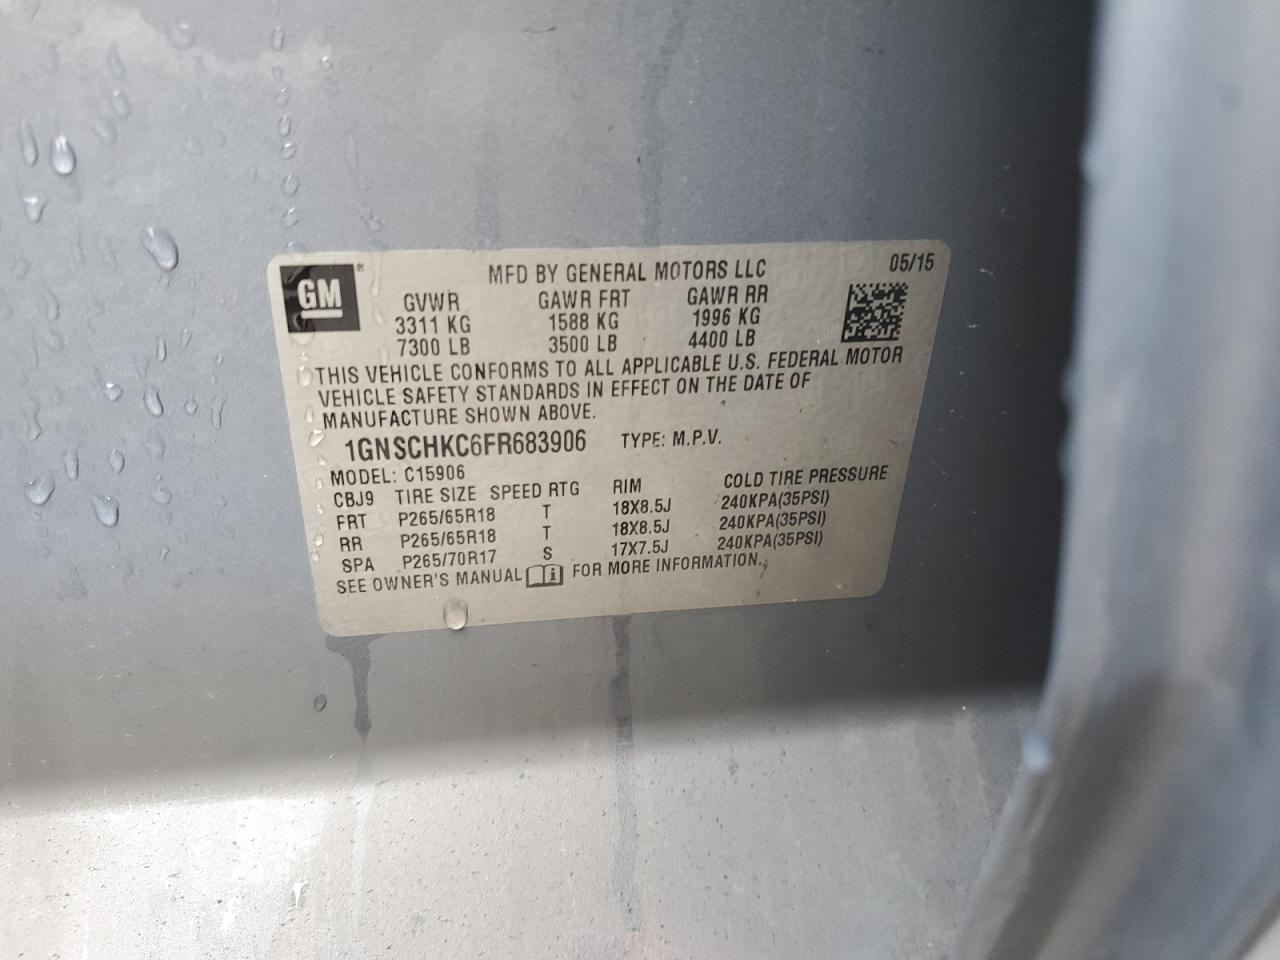 GM
MFD BY GENERAL MOTORS LLC 05/15
GVWR GAWR FRT GAWR RR
3311 KG 1588 KG 1996 KG
7300 LB 3500 LB 4400 LB
THIS VEHICLE CONFORMS TO ALL APPLICABLE U.S. FEDERAL MOTOR
VEHICLE SAFETY STANDARDS IN EFFECT ON THE DATE OF
MANUFACTURE SHOWN ABOVE.
1GNSCHKC6FR683906 TYPE: M.P.V.
MODEL: C15906
CBJ9 TIRE SIZE SPEED RTG RIM COLD TIRE PRESSURE
FRT P265/65R18 T 18X8.5J 240KPA(35PSI)
RR P265/65R18 T 18X8.5J 240KPA(35PSI)
SPA P265/70R17 S 17X7.5J 240KPA(35PSI)
SEE OWNER'S MANUAL FOR MORE INFORMATION.